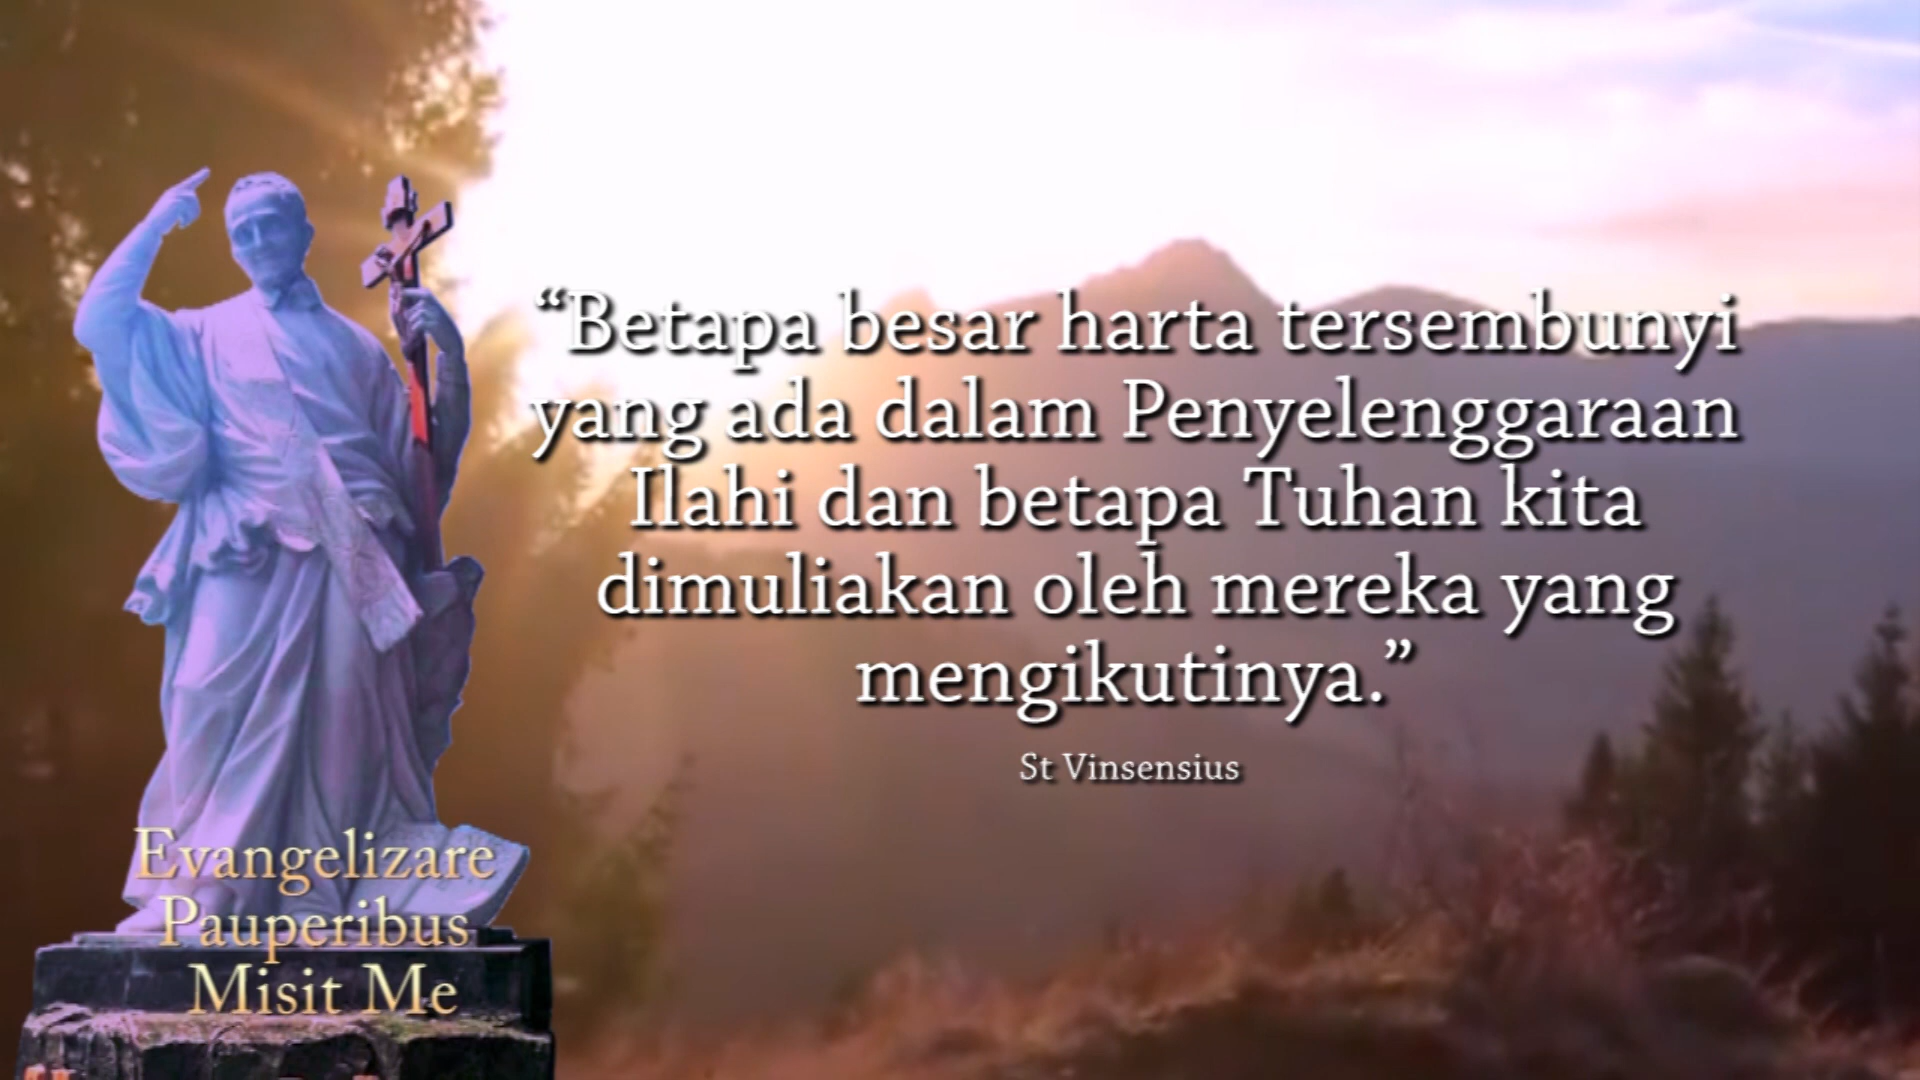 “Betapa besar harta tersembunyi
yang ada dalam Penyelenggaraan
Ilahi dan betapa Tuhan kita
dimuliakan oleh mereka yang
mengikutinya.”
St Vinsensius
Evangelizare
Pauperibus
Misit Me